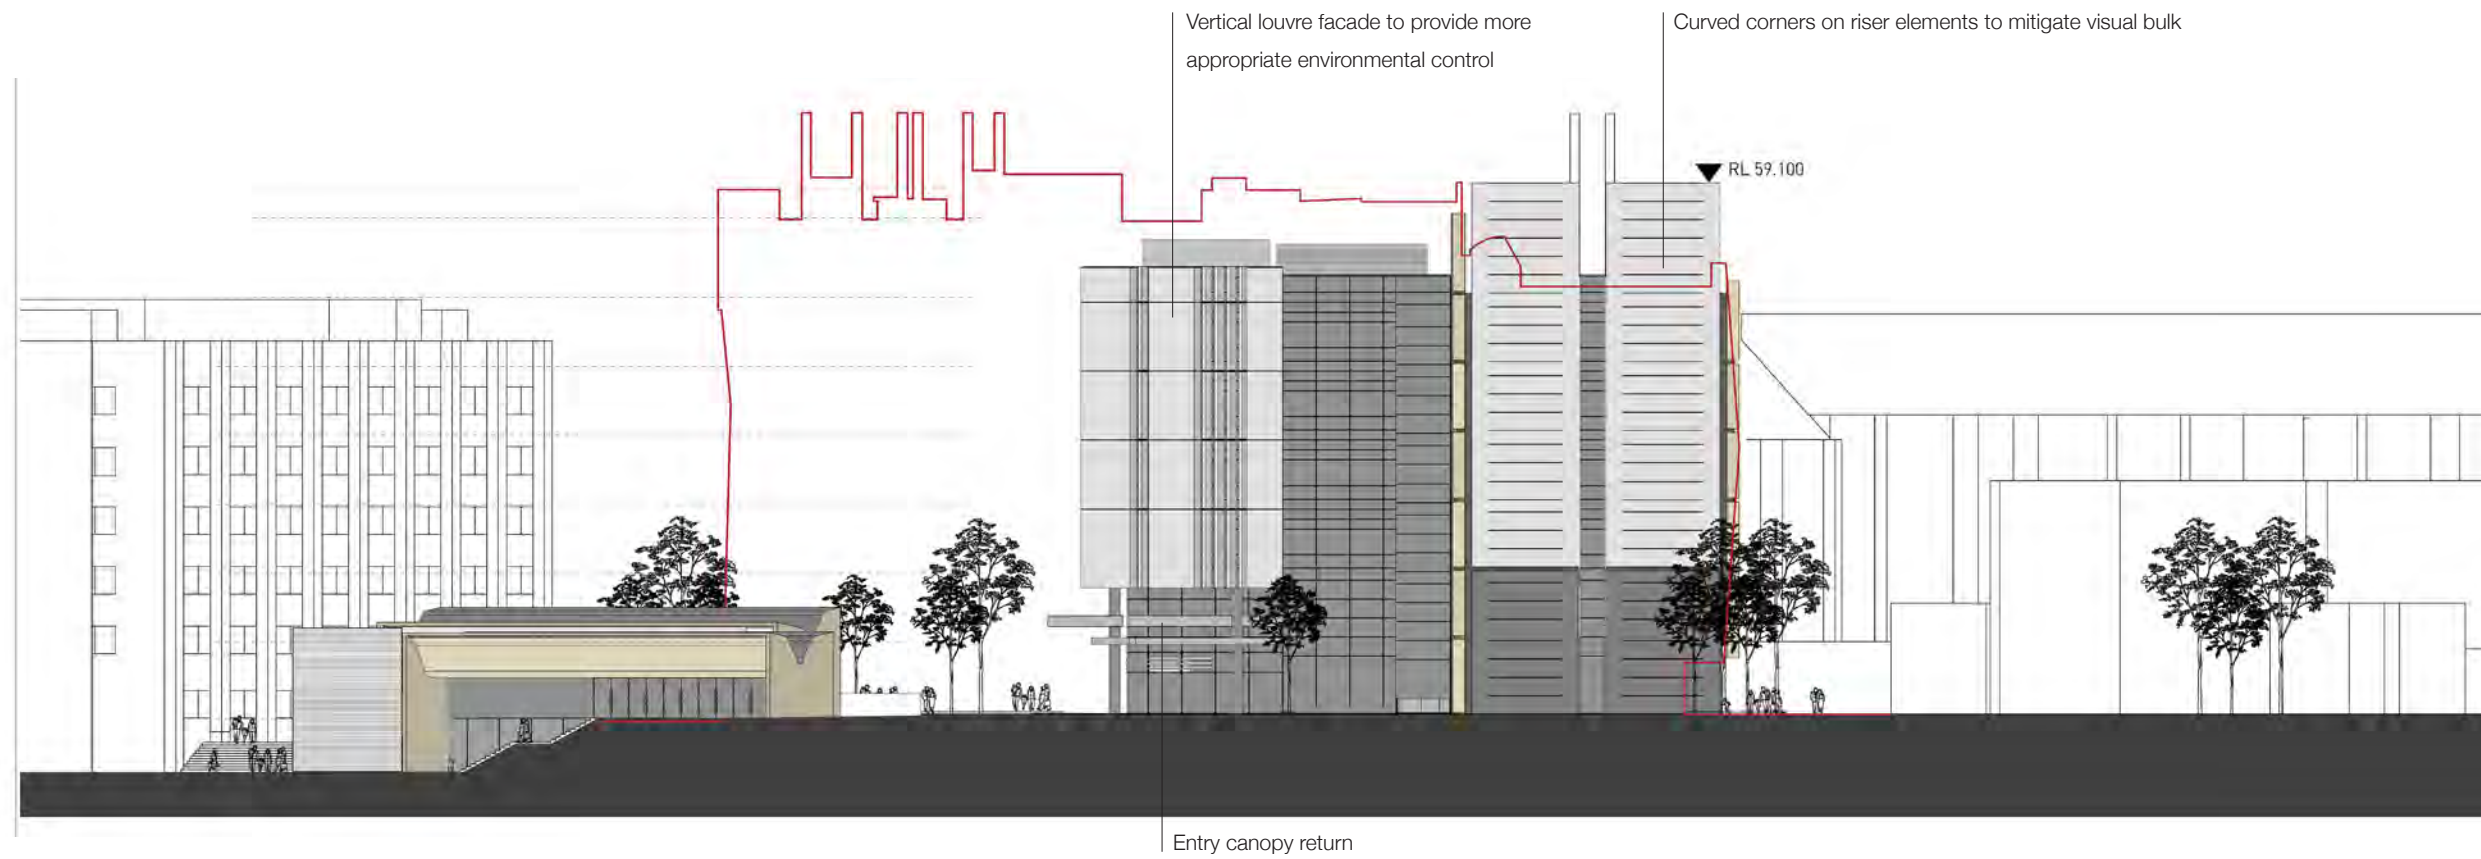 Vertical louvre facade to provide more
appropriate environmental control
Curved corners on riser elements to mitigate visual bulk
RL 59.100
Entry canopy return